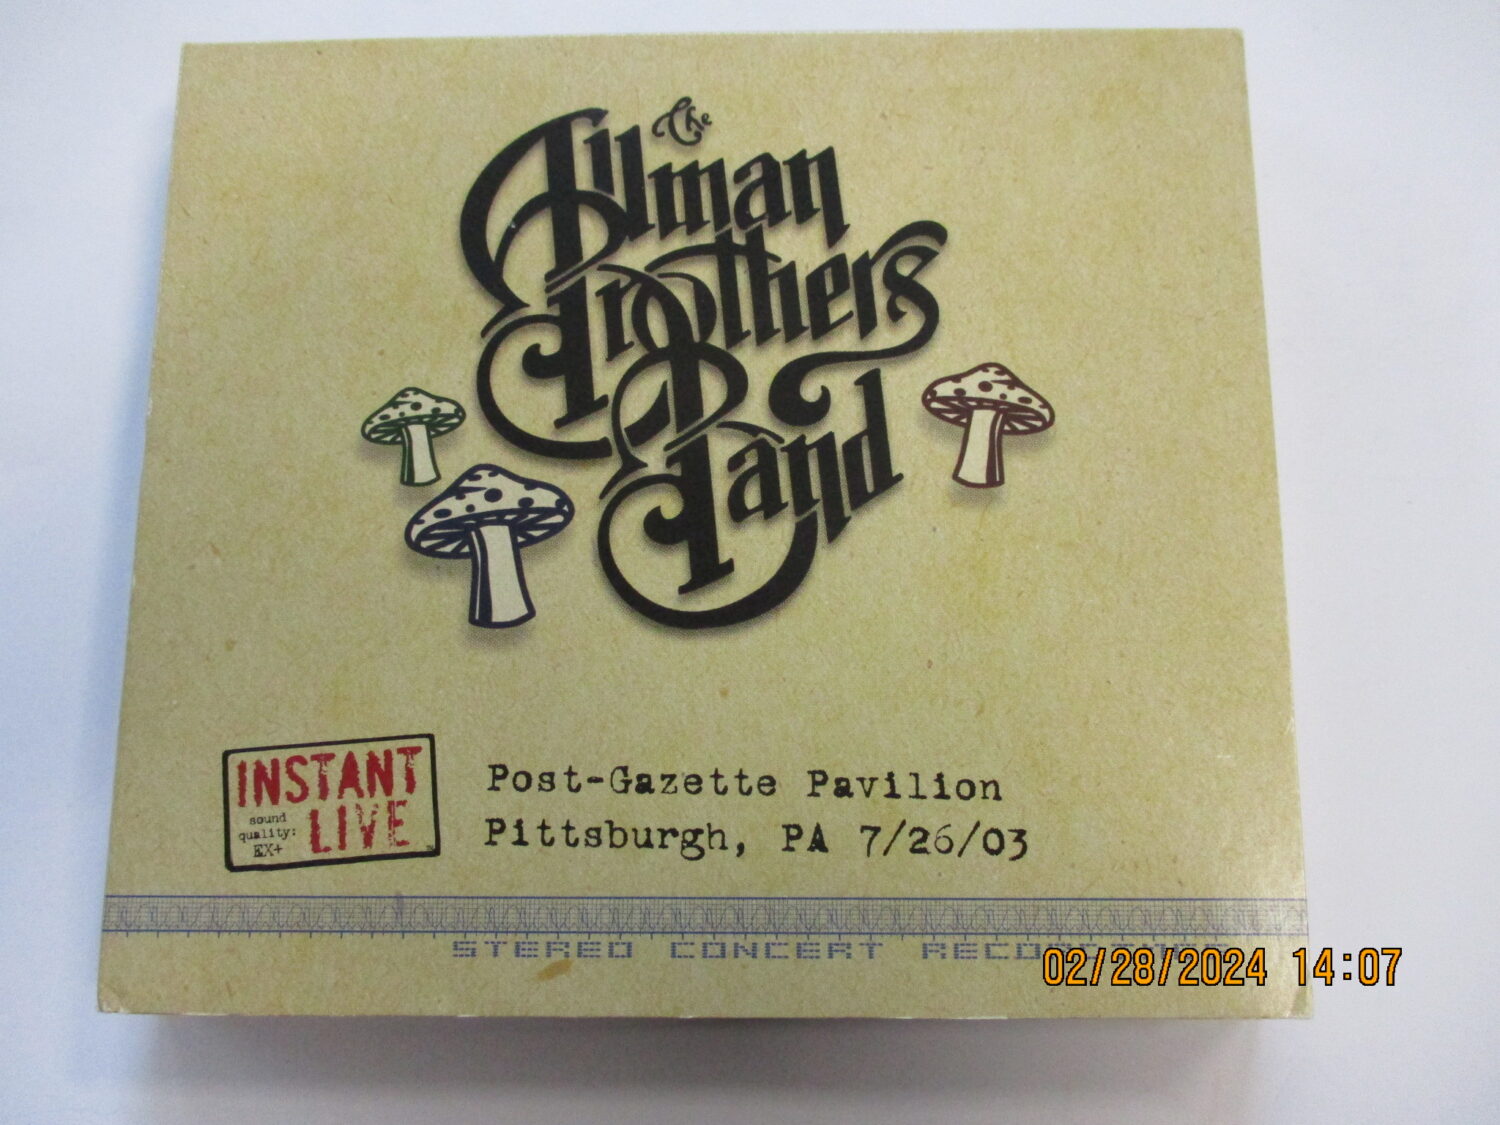 The
Allman
Brothers
Band
INSTANT
LIVE
sound
quality:
EX+
Post-Gazette Pavilion
Pittsburgh, PA 7/26/03
STEREO CONCERT
02/28/2024 14:07